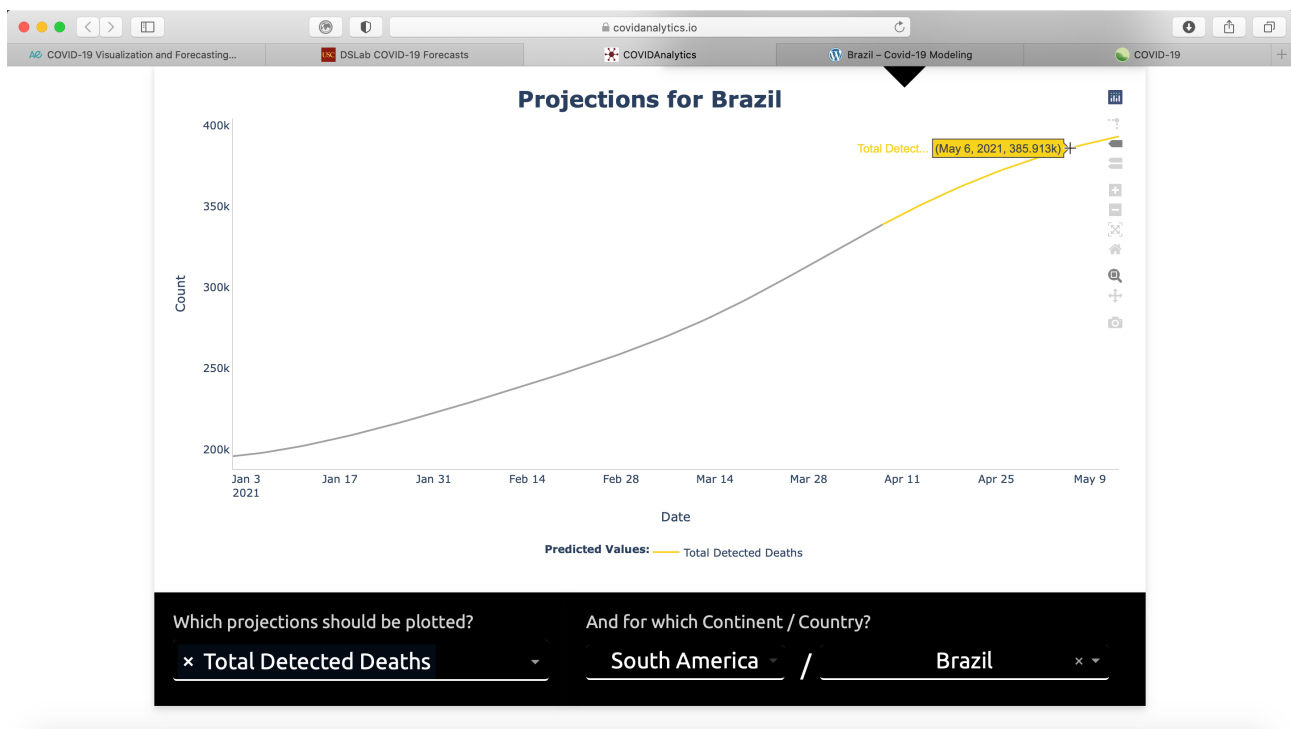 covidanalytics.io
COVID-19 Visualization and Forecasting...
USC DSLab COVID-19 Forecasts
COVIDAnalytics
Brazil – Covid-19 Modeling
COVID-19
Projections for Brazil
400k
350k
300k
250k
200k
Count
Total Detect...
(May 6, 2021, 385.913k)
Jan 3 Jan 17 Jan 31 Feb 14 Feb 28 Mar 14 Mar 28 Apr 11 Apr 25 May 9
2021
Date
Predicted Values: Total Detected Deaths
Which projections should be plotted?
× Total Detected Deaths
And for which Continent / Country?
South America / Brazil ×